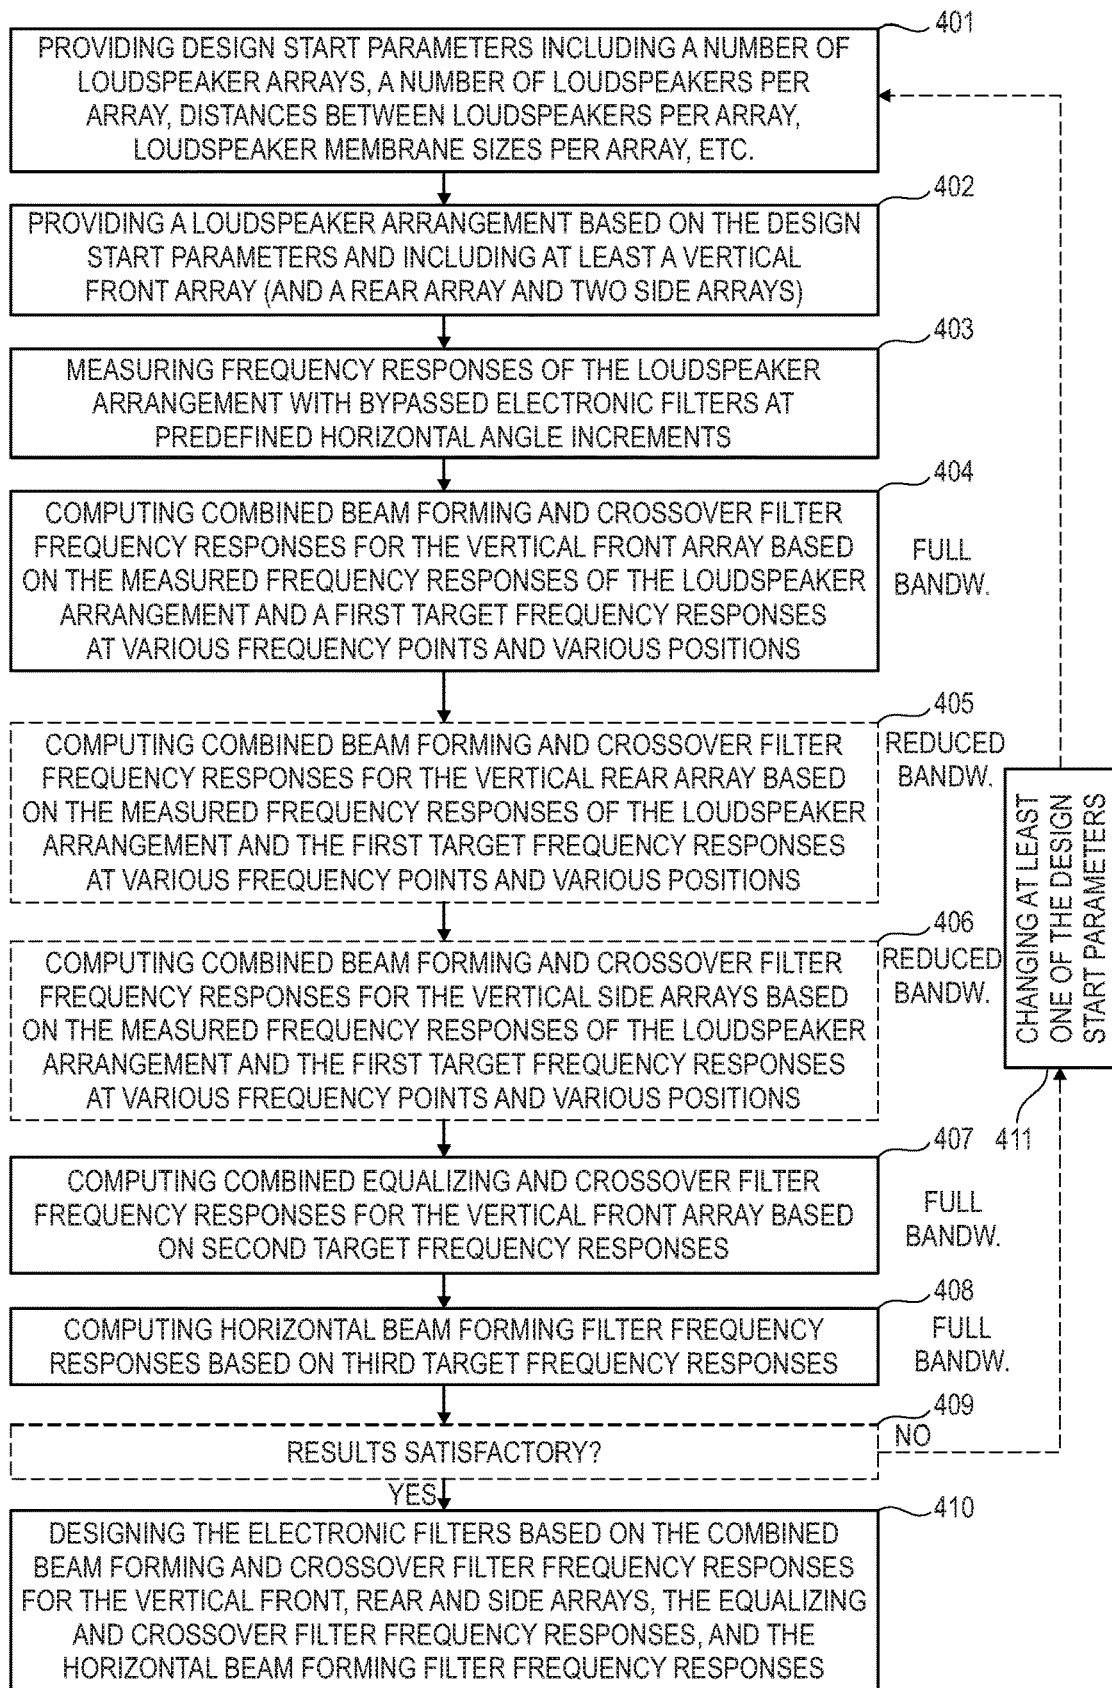 401
PROVIDING DESIGN START PARAMETERS INCLUDING A NUMBER OF
LOUDSPEAKER ARRAYS, A NUMBER OF LOUDSPEAKERS PER
ARRAY, DISTANCES BETWEEN LOUDSPEAKERS PER ARRAY,
LOUDSPEAKER MEMBRANE SIZES PER ARRAY, ETC.
402
PROVIDING A LOUDSPEAKER ARRANGEMENT BASED ON THE DESIGN
START PARAMETERS AND INCLUDING AT LEAST A VERTICAL
FRONT ARRAY (AND A REAR ARRAY AND TWO SIDE ARRAYS)
403
MEASURING FREQUENCY RESPONSES OF THE LOUDSPEAKER
ARRANGEMENT WITH BYPASSED ELECTRONIC FILTERS AT
PREDEFINED HORIZONTAL ANGLE INCREMENTS
404
COMPUTING COMBINED BEAM FORMING AND CROSSOVER FILTER
FREQUENCY RESPONSES FOR THE VERTICAL FRONT ARRAY BASED
ON THE MEASURED FREQUENCY RESPONSES OF THE LOUDSPEAKER
ARRANGEMENT AND A FIRST TARGET FREQUENCY RESPONSES
AT VARIOUS FREQUENCY POINTS AND VARIOUS POSITIONS
FULL
BANDW.
405
COMPUTING COMBINED BEAM FORMING AND CROSSOVER FILTER
FREQUENCY RESPONSES FOR THE VERTICAL REAR ARRAY BASED
ON THE MEASURED FREQUENCY RESPONSES OF THE LOUDSPEAKER
ARRANGEMENT AND THE FIRST TARGET FREQUENCY RESPONSES
AT VARIOUS FREQUENCY POINTS AND VARIOUS POSITIONS
REDUCED
BANDW.
406
COMPUTING COMBINED BEAM FORMING AND CROSSOVER FILTER
FREQUENCY RESPONSES FOR THE VERTICAL SIDE ARRAYS BASED
ON THE MEASURED FREQUENCY RESPONSES OF THE LOUDSPEAKER
ARRANGEMENT AND THE FIRST TARGET FREQUENCY RESPONSES
AT VARIOUS FREQUENCY POINTS AND VARIOUS POSITIONS
REDUCED
BANDW.
CHANGING AT LEAST
ONE OF THE DESIGN
START PARAMETERS
411
407
COMPUTING COMBINED EQUALIZING AND CROSSOVER FILTER
FREQUENCY RESPONSES FOR THE VERTICAL FRONT ARRAY BASED
ON SECOND TARGET FREQUENCY RESPONSES
FULL
BANDW.
408
COMPUTING HORIZONTAL BEAM FORMING FILTER FREQUENCY
RESPONSES BASED ON THIRD TARGET FREQUENCY RESPONSES
FULL
BANDW.
409
RESULTS SATISFACTORY?
NO
YES
410
DESIGNING THE ELECTRONIC FILTERS BASED ON THE COMBINED
BEAM FORMING AND CROSSOVER FILTER FREQUENCY RESPONSES
FOR THE VERTICAL FRONT, REAR AND SIDE ARRAYS, THE EQUALIZING
AND CROSSOVER FILTER FREQUENCY RESPONSES, AND THE
HORIZONTAL BEAM FORMING FILTER FREQUENCY RESPONSES